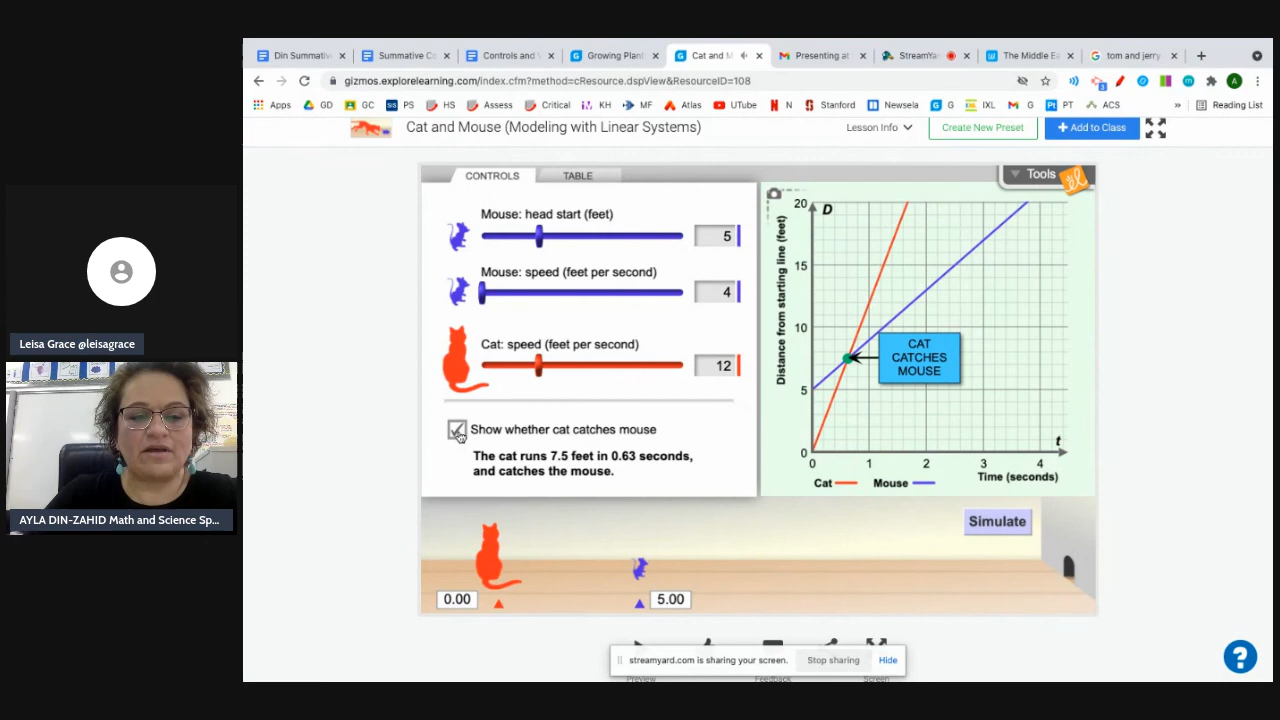 Din Summativ
Summative Co
Controls and V
Growing Plant
Cat and M
Presenting at
StreamYa
The Middle Ea
tom and jerry
gizmos.explorelearning.com/index.cfm?method=cResource.dspView&ResourceID=108
Apps GD GC PS HS Assess Critical KH MF Atlas UTube N Stanford Newsela G IXL G PT ACS » Reading List
Cat and Mouse (Modeling with Linear Systems)
Lesson Info
Create New Preset
+ Add to Class
CONTROLS
TABLE
Tools
Mouse: head start (feet)
5
Mouse: speed (feet per second)
4
Cat: speed (feet per second)
12
Show whether cat catches mouse
The cat runs 7.5 feet in 0.63 seconds,
and catches the mouse.
Distance from starting line (feet)
D
20
15
10
5
0
CAT
CATCHES
MOUSE
t
0 1 2 3 4
Time (seconds)
Cat
Mouse
Simulate
0.00
5.00
streamyard.com is sharing your screen.
Stop sharing
Hide
Leisa Grace @leisagrace
AYLA DIN-ZAHID Math and Science Sp...